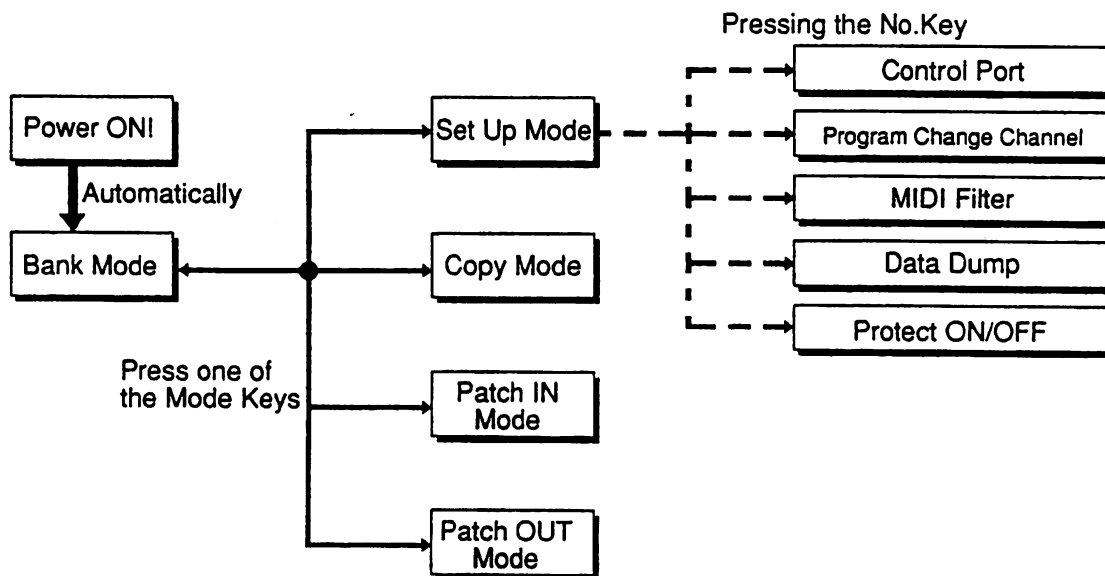 Pressing the No.Key
Control Port
Power ON!
Set Up Mode
Program Change Channel
Automatically
MIDI Filter
Bank Mode
Copy Mode
Data Dump
Protect ON/OFF
Press one of
the Mode Keys
Patch IN
Mode
Patch OUT
Mode